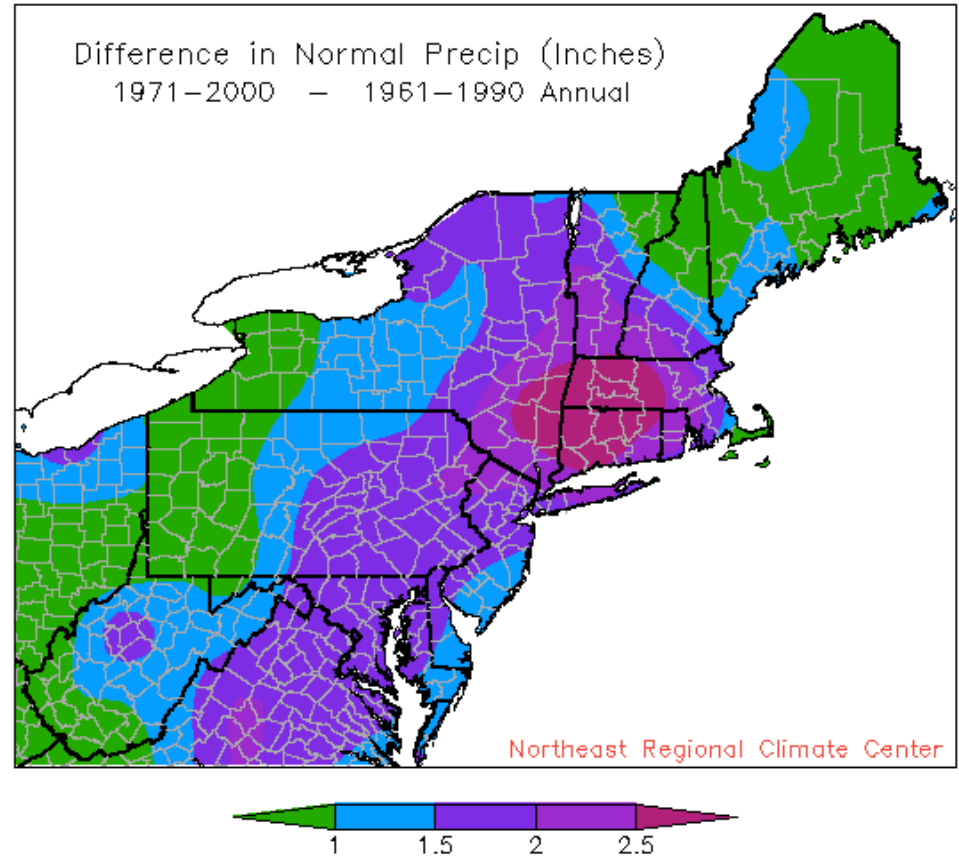 Difference in Normal Precip (Inches)
1971-2000 - 1961-1990 Annual
Northeast Regional Climate Center
1 1.5 2 2.5